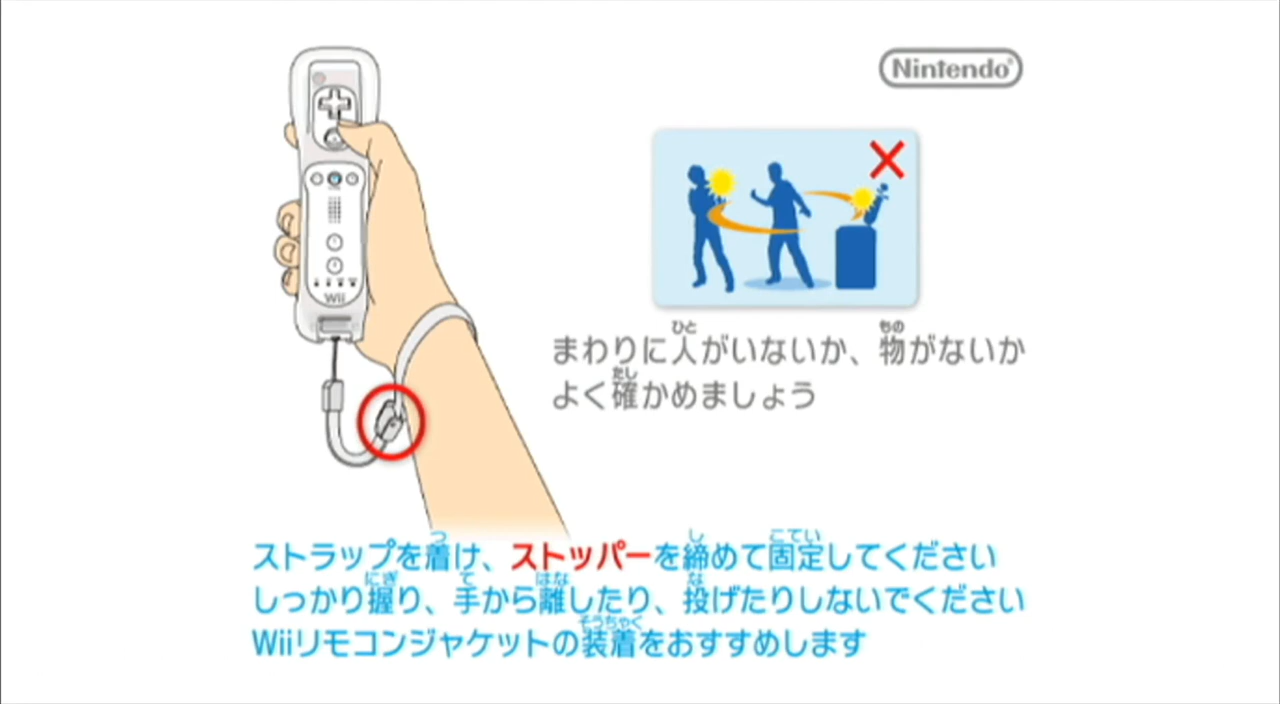 Nintendo®
Wii
まわりに人がいないか、物がないか
よく確かめましょう
ストラップを着け、ストッパーを締めて固定してください
しっかり握り、手から離したり、投げたりしないでください
Wiiリモコンジャケットの装着をおすすめします